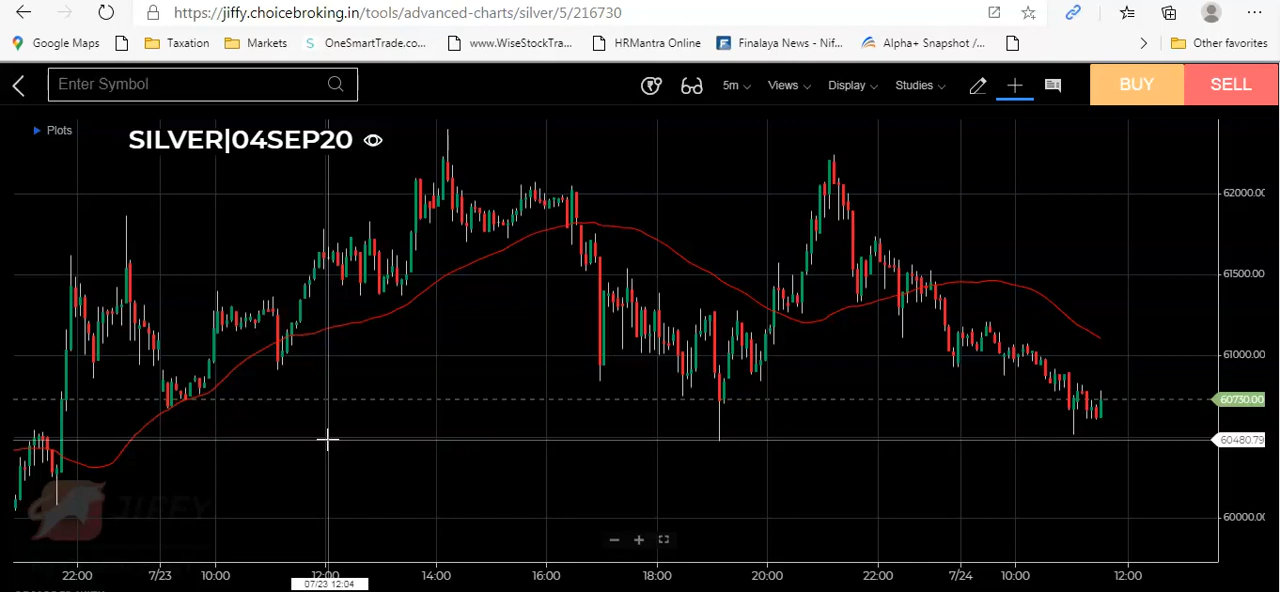 https://jiffy.choicebroking.in/tools/advanced-charts/silver/5/216730
Google Maps Taxation Markets S OneSmartTrade.co... www.WiseStockTra... HRMantra Online Finalaya News - Nif... Alpha+ Snapshot /... Other favorites
Enter Symbol 5m Views Display Studies BUY SELL
Plots
SILVER|04SEP20
62000.00
61500.00
61000.00
60730.00
60480.79
JIFFY
60000.00
22:00 7/23 10:00 12:00 14:00 16:00 18:00 20:00 22:00 7/24 10:00 12:00
07/23 12:04